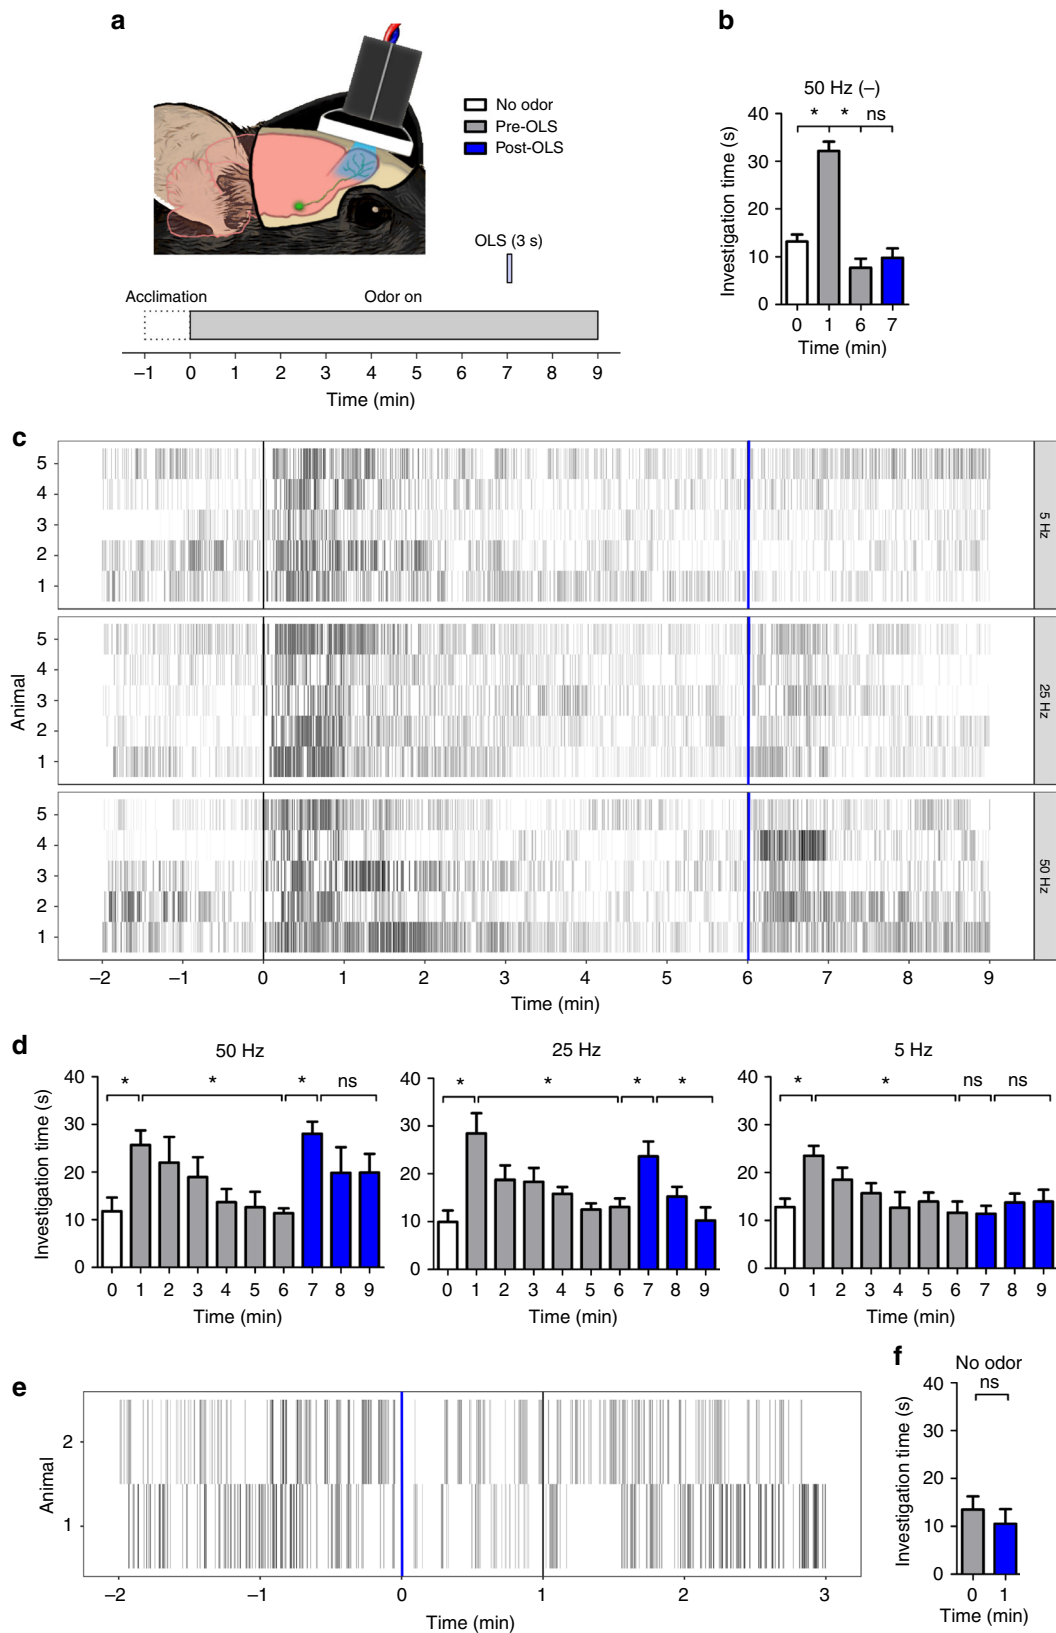 a
No odor
Pre-OLS
Post-OLS
OLS (3 s)
Acclimation
Odor on
–1 0 1 2 3 4 5 6 7 8 9
Time (min)
b
50 Hz (–)
* * ns
Investigation time (s)
40
30
20
10
0
0 1 6 7
Time (min)
c
Animal
5
4
3
2
1
5 Hz
5
4
3
2
1
25 Hz
5
4
3
2
1
50 Hz
–2 –1 0 1 2 3 4 5 6 7 8 9
Time (min)
d
50 Hz
* * * ns
Investigation time (s)
40
30
20
10
0
0 1 2 3 4 5 6 7 8 9
Time (min)
25 Hz
* * * *
40
30
20
10
0
0 1 2 3 4 5 6 7 8 9
Time (min)
5 Hz
* * ns ns
40
30
20
10
0
0 1 2 3 4 5 6 7 8 9
Time (min)
e
Animal
2
1
–2 –1 0 1 2 3
Time (min)
f
No odor
ns
Investigation time (s)
40
30
20
10
0
0 1
Time (min)